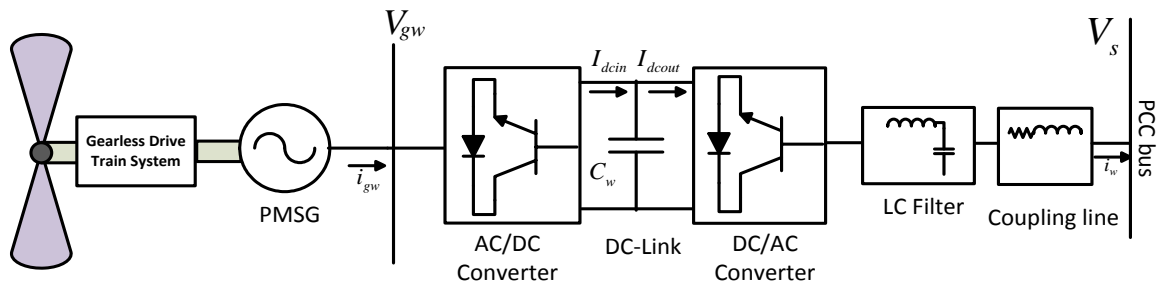 V_gw
I_dcin I_dcout
V_s
Gearless Drive
Train System
i_gw
C_w
i_w
PCC bus
PMSG
AC/DC
Converter
DC-Link
DC/AC
Converter
LC Filter
Coupling line